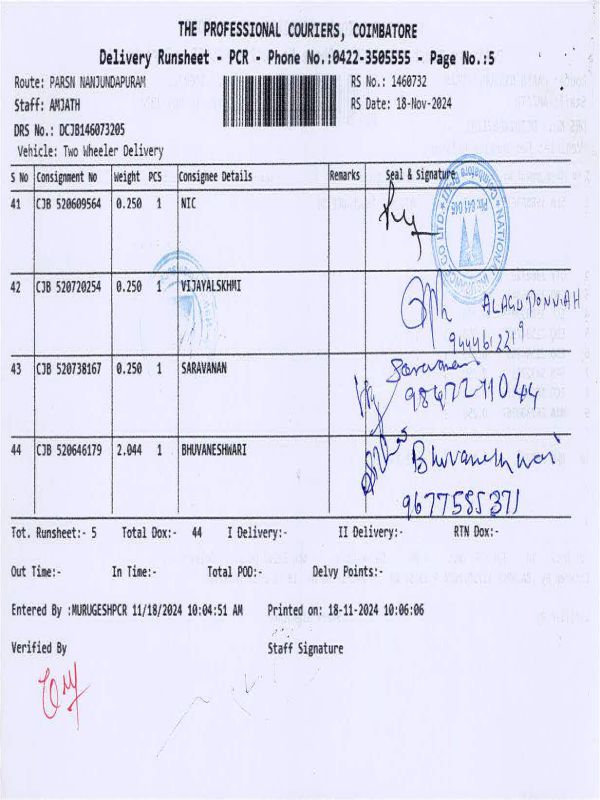 THE PROFESSIONAL COURIERS, COIMBATORE
Delivery Runsheet - PCR - Phone No.:0422-3505555 - Page No.:5
Route: PARSN NANJUNDAPURAM RS No.: 1460732
Staff: AMJATH RS Date: 18-Nov-2024
DRS No.: DCJB146073205
Vehicle: Two Wheeler Delivery
S No Consignment No Weight PCS Consignee Details Remarks Seal & Signature
41 CJB 520609564 0.250 1 NIC
42 CJB 520720254 0.250 1 VIJAYALSKHMI
ALAGU PONNIAH
43 CJB 520738167 0.250 1 SARAVANAN
Saravanan
44 CJB 520646179 2.044 1 BHUVANESHWARI
Bhuvaneshwari
9677585371
Tot. Runsheet:- 5 Total Dox:- 44 I Delivery:- II Delivery:- RTN Dox:-
Out Time:- In Time:- Total POD:- Delvy Points:-
Entered By :MURUGESHPCR 11/18/2024 10:04:51 AM Printed on: 18-11-2024 10:06:06
Verified By Staff Signature